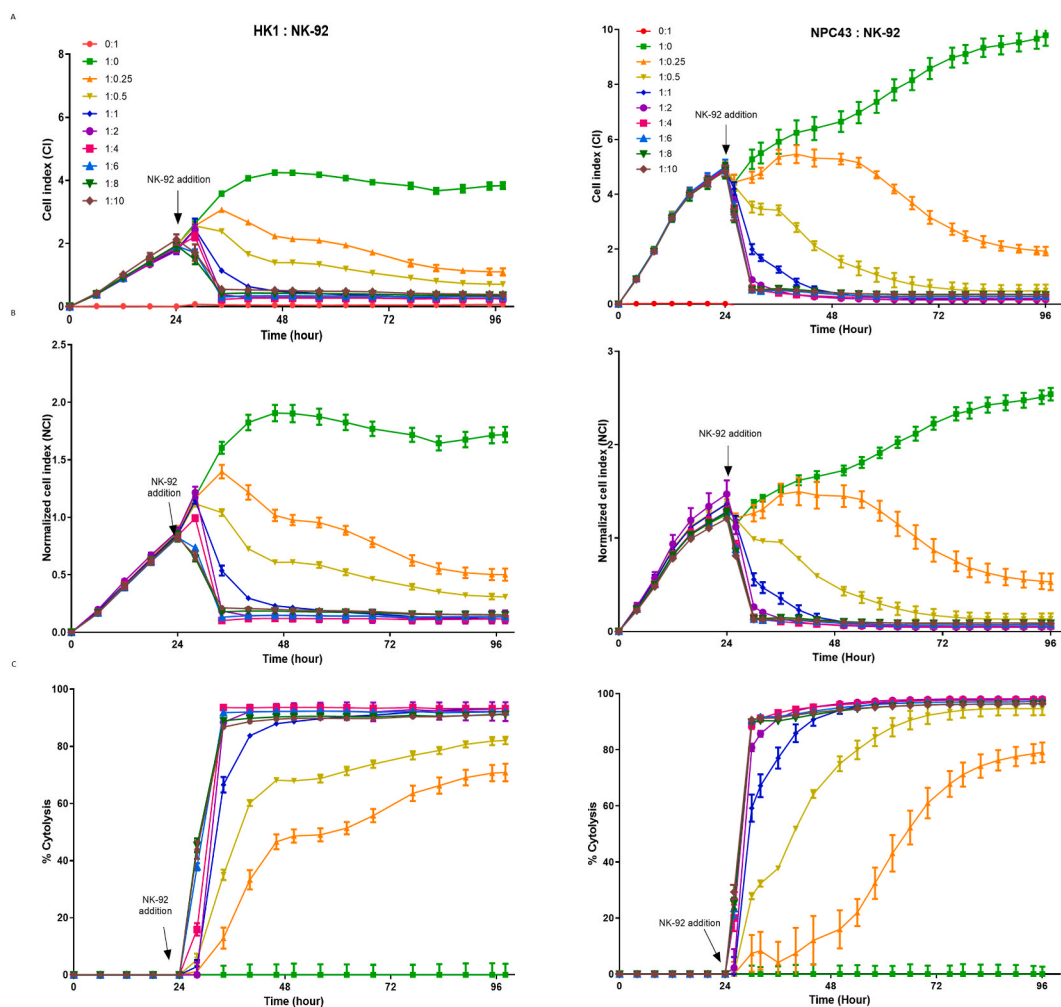 A
HK1 : NK-92
Cell index (CI)
8
6
4
2
0
0:1
1:0
1:0.25
1:0.5
1:1
1:2
1:4
1:6
1:8
1:10
NK-92 addition
0 24 48 72 96
Time (hour)
NPC43 : NK-92
Cell index (CI)
10
8
6
4
2
0
0:1
1:0
1:0.25
1:0.5
1:1
1:2
1:4
1:6
1:8
1:10
NK-92 addition
0 24 48 72 96
Time (Hour)
B
Normalized cell index (NCI)
2.5
2.0
1.5
1.0
0.5
0.0
NK-92
addition
0 24 48 72 96
Time (hour)
Normalized cell index (NCI)
3
2
1
0
NK-92 addition
0 24 48 72 96
Time (Hour)
C
% Cytolysis
100
80
60
40
20
0
NK-92
addition
0 24 48 72 96
Time (hour)
% Cytolysis
100
80
60
40
20
0
NK-92 addition
0 24 48 72 96
Time (Hour)